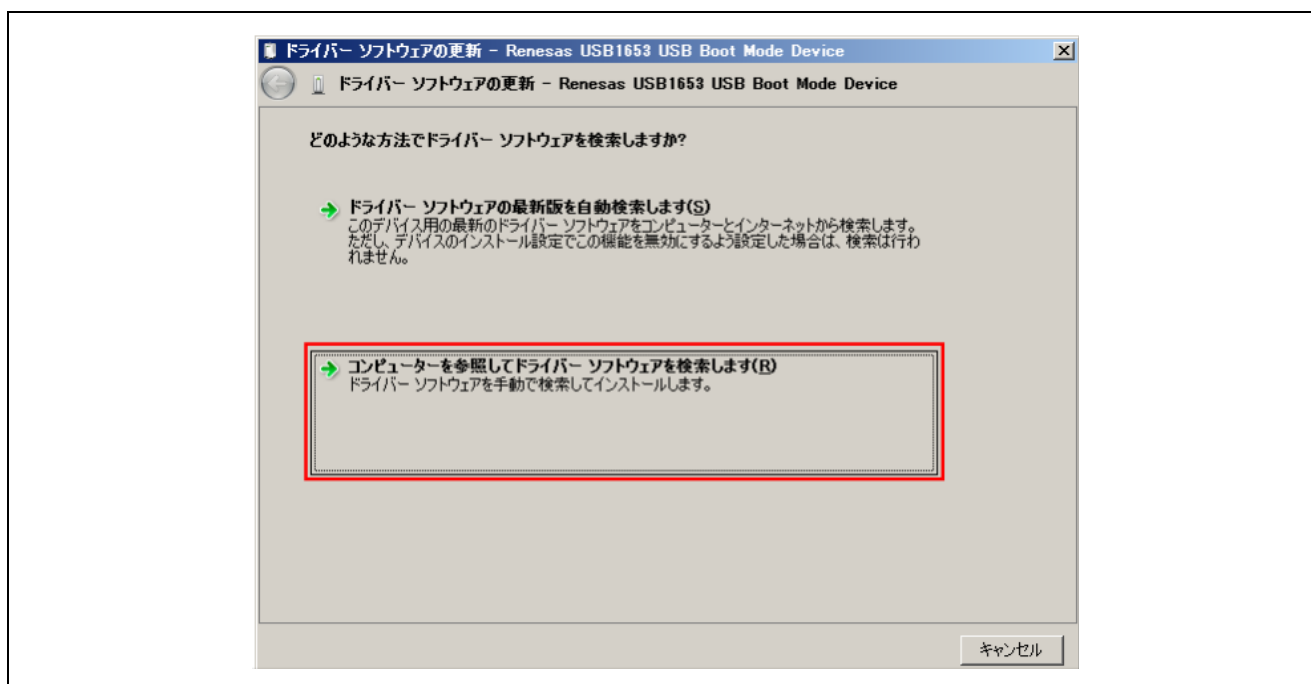 ドライバー ソフトウェアの更新 - Renesas USB1653 USB Boot Mode Device
ドライバー ソフトウェアの更新 - Renesas USB1653 USB Boot Mode Device
どのような方法でドライバー ソフトウェアを検索しますか?
ドライバー ソフトウェアの最新版を自動検索します(S)
このデバイス用の最新のドライバー ソフトウェアをコンピューターとインターネットから検索します。
ただし、デバイスのインストール設定でこの機能を無効にするよう設定した場合は、検索は行わ
れません。
コンピューターを参照してドライバー ソフトウェアを検索します(R)
ドライバー ソフトウェアを手動で検索してインストールします。
キャンセル